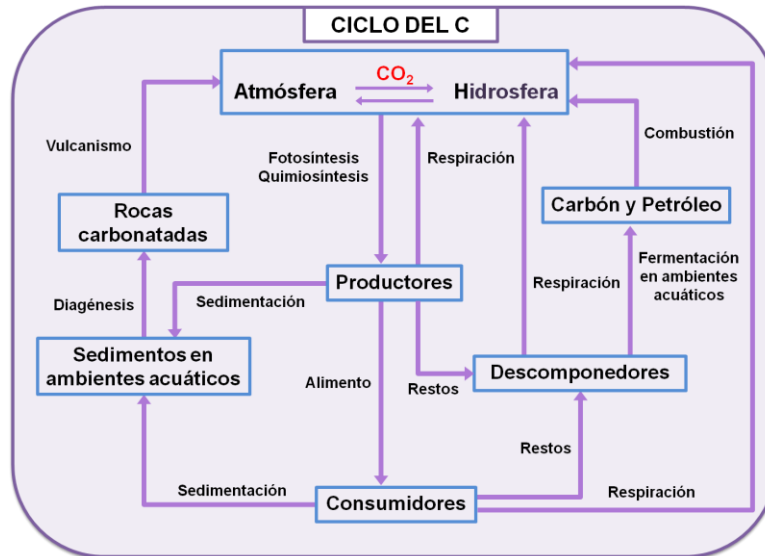 CICLO DEL C
CO2
Atmósfera
Hidrosfera
Vulcanismo
Fotosíntesis
Quimiosíntesis
Respiración
Combustión
Rocas
carbonatadas
Carbón y Petróleo
Fermentación
en ambientes
acuáticos
Diagénesis
Sedimentación
Productores
Respiración
Sedimentos en
ambientes acuáticos
Alimento
Restos
Descomponedores
Restos
Sedimentación
Consumidores
Respiración